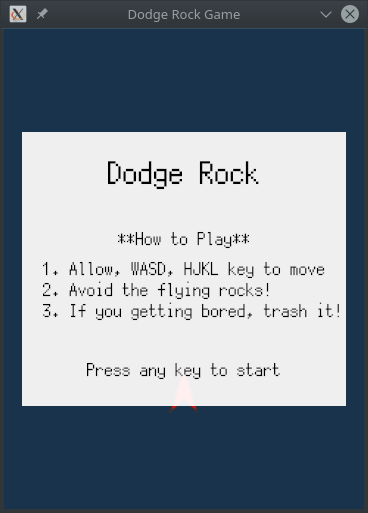 Dodge Rock Game
Dodge Rock
**How to Play**
1. Allow, WASD, HJKL key to move
2. Avoid the flying rocks!
3. If you getting bored, trash it!
Press any key to start